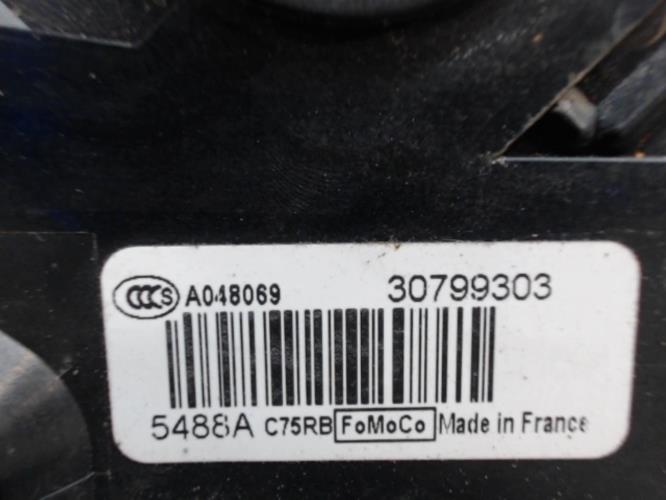 CCC S A048069 30799303
5488A C75RB FoMoCo Made in France